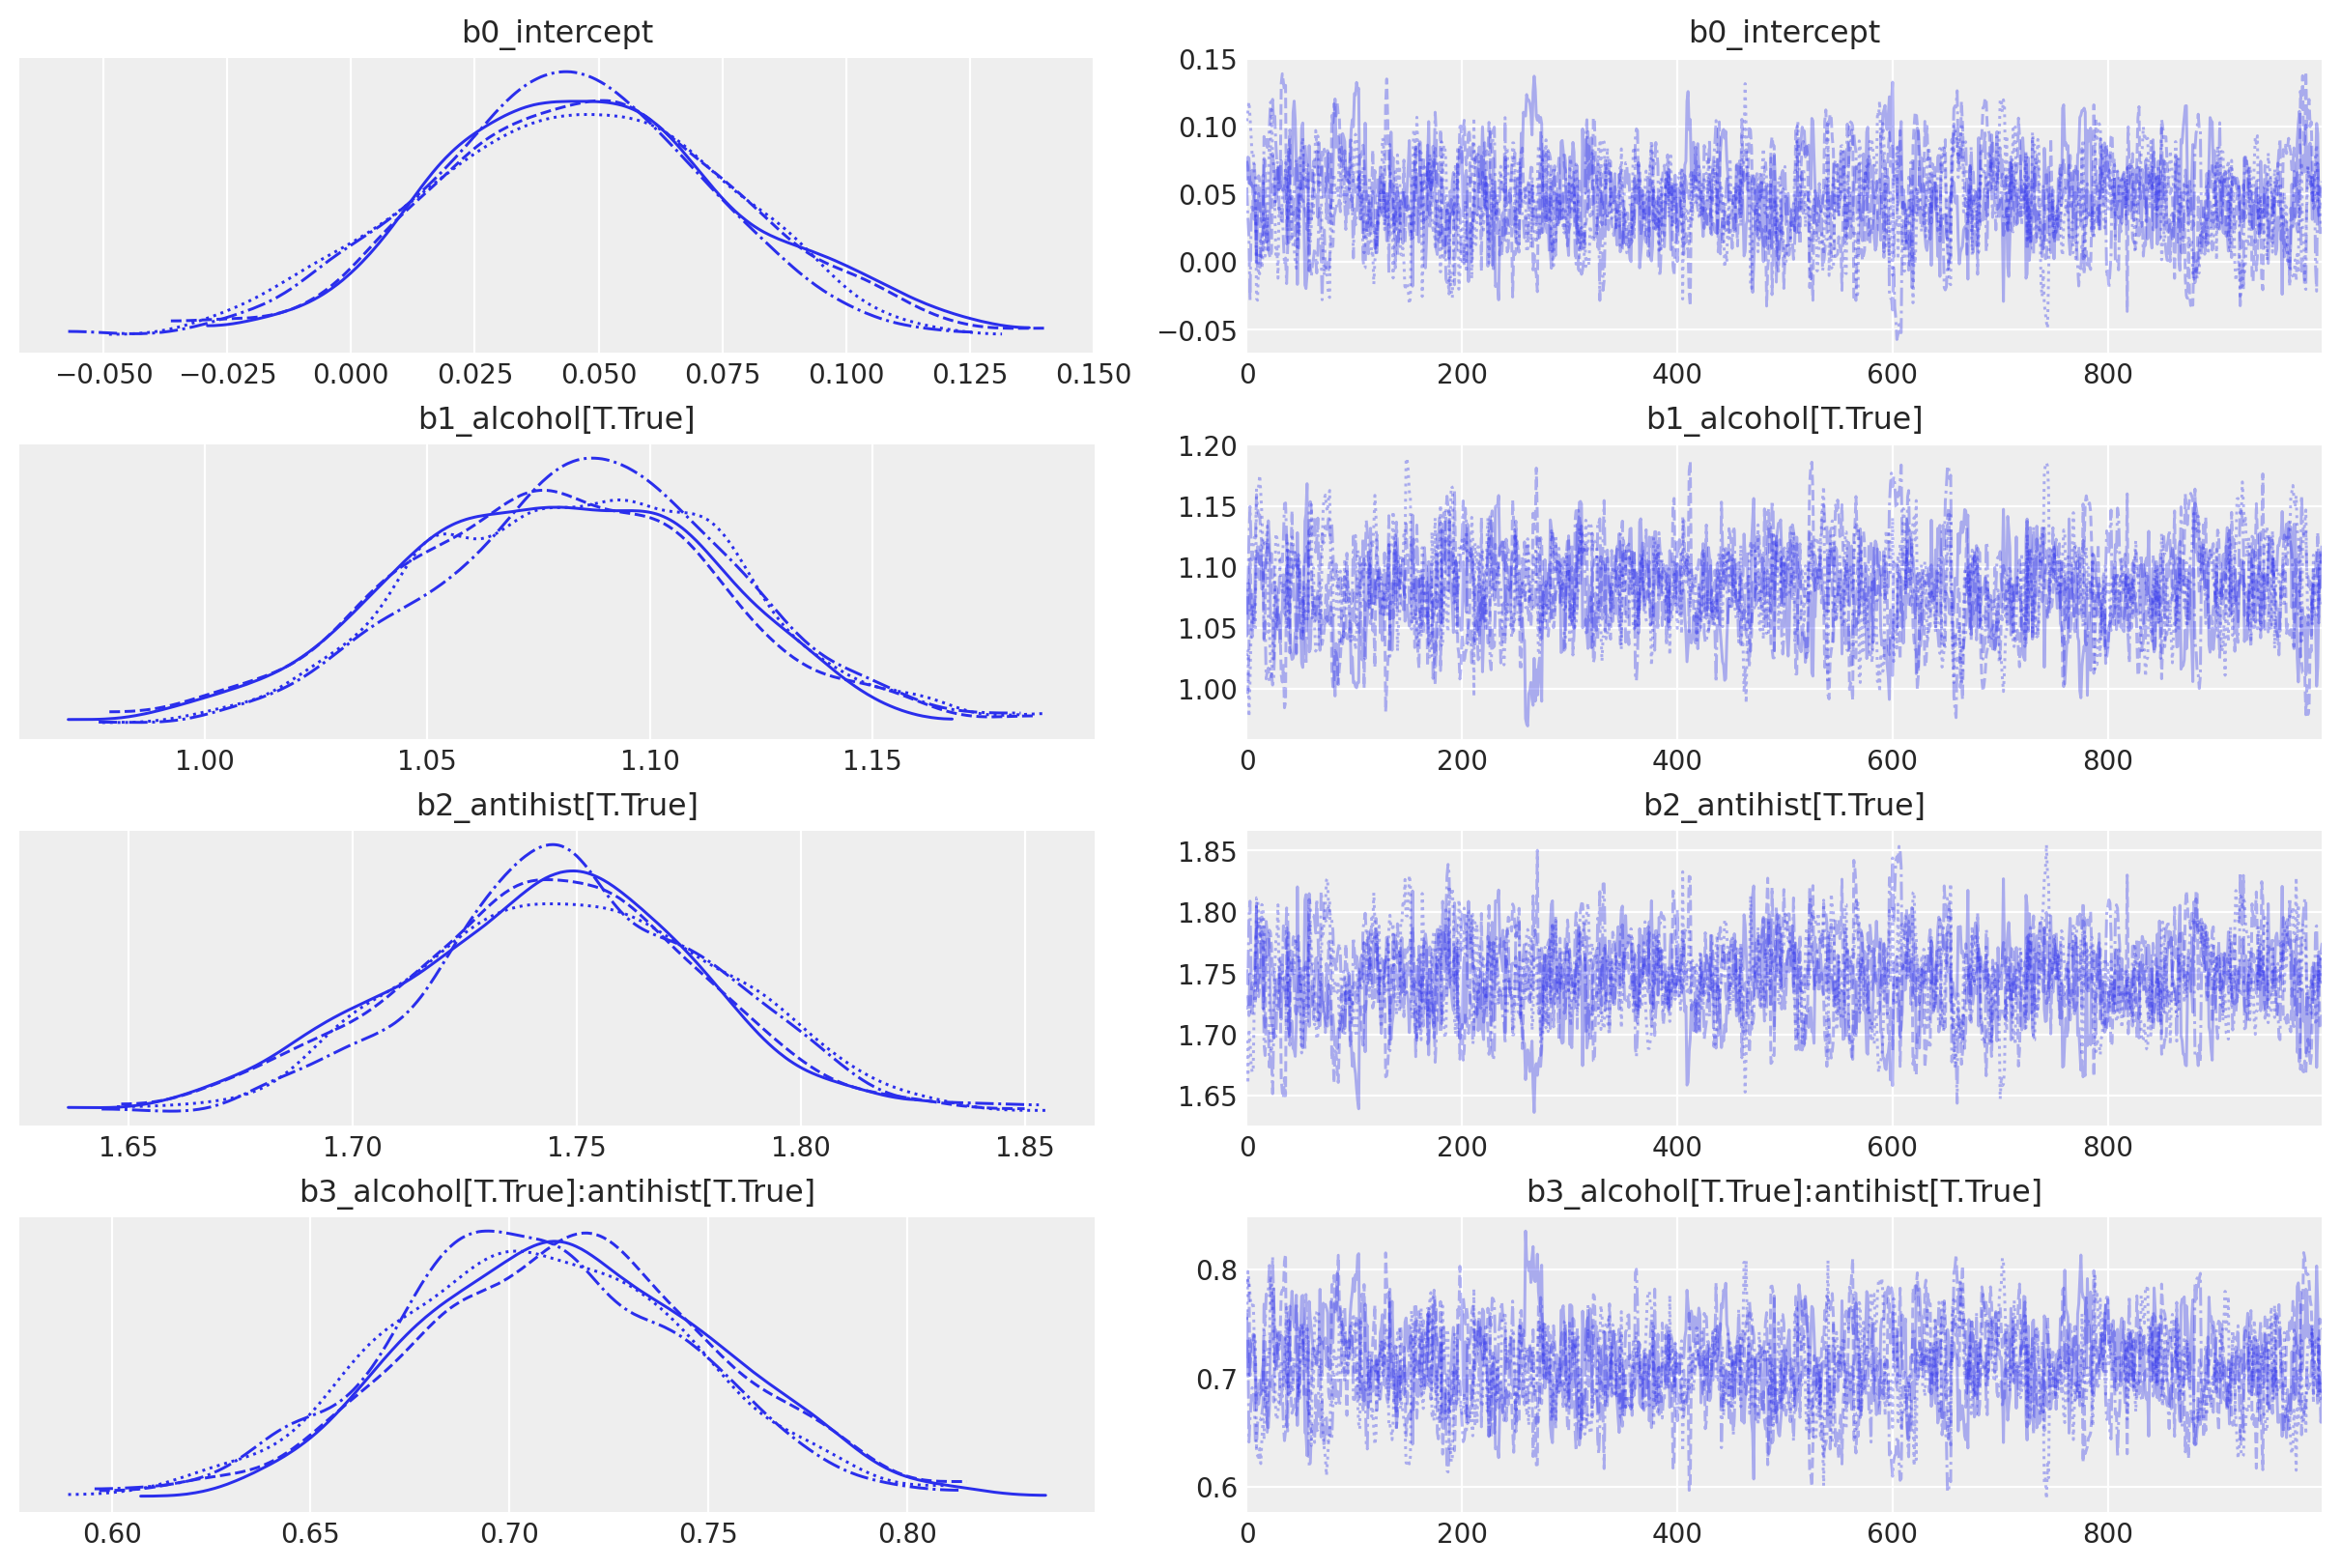 b0_intercept
−0.050 −0.025 0.000 0.025 0.050 0.075 0.100 0.125 0.150
b0_intercept
0.15
0.10
0.05
0.00
−0.05
0 200 400 600 800
b1_alcohol[T.True]
1.00 1.05 1.10 1.15
b1_alcohol[T.True]
1.20
1.15
1.10
1.05
1.00
0 200 400 600 800
b2_antihist[T.True]
1.65 1.70 1.75 1.80 1.85
b2_antihist[T.True]
1.85
1.80
1.75
1.70
1.65
0 200 400 600 800
b3_alcohol[T.True]:antihist[T.True]
0.60 0.65 0.70 0.75 0.80
b3_alcohol[T.True]:antihist[T.True]
0.8
0.7
0.6
0 200 400 600 800